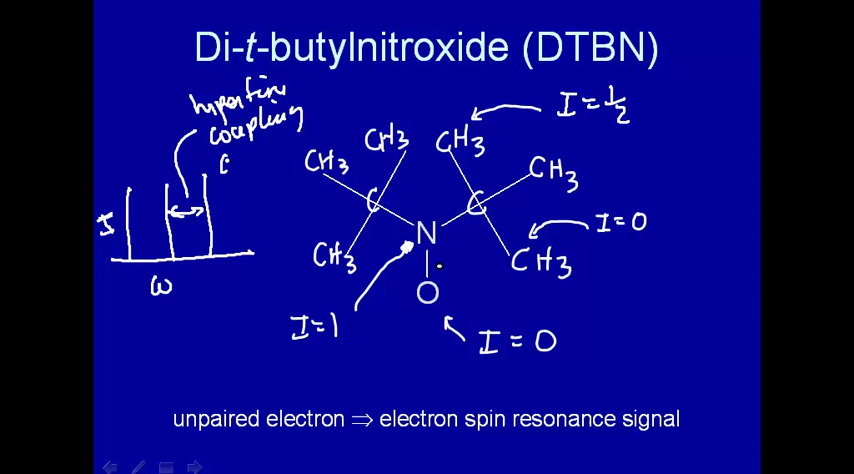 Di-t-butylnitroxide (DTBN)
hyperfine
coupling
I
ω
CH3
CH3
CH3
CH3
CH3
CH3
C
C
N
O
I=1/2
I=0
I=1
I=0
unpaired electron ⇒ electron spin resonance signal